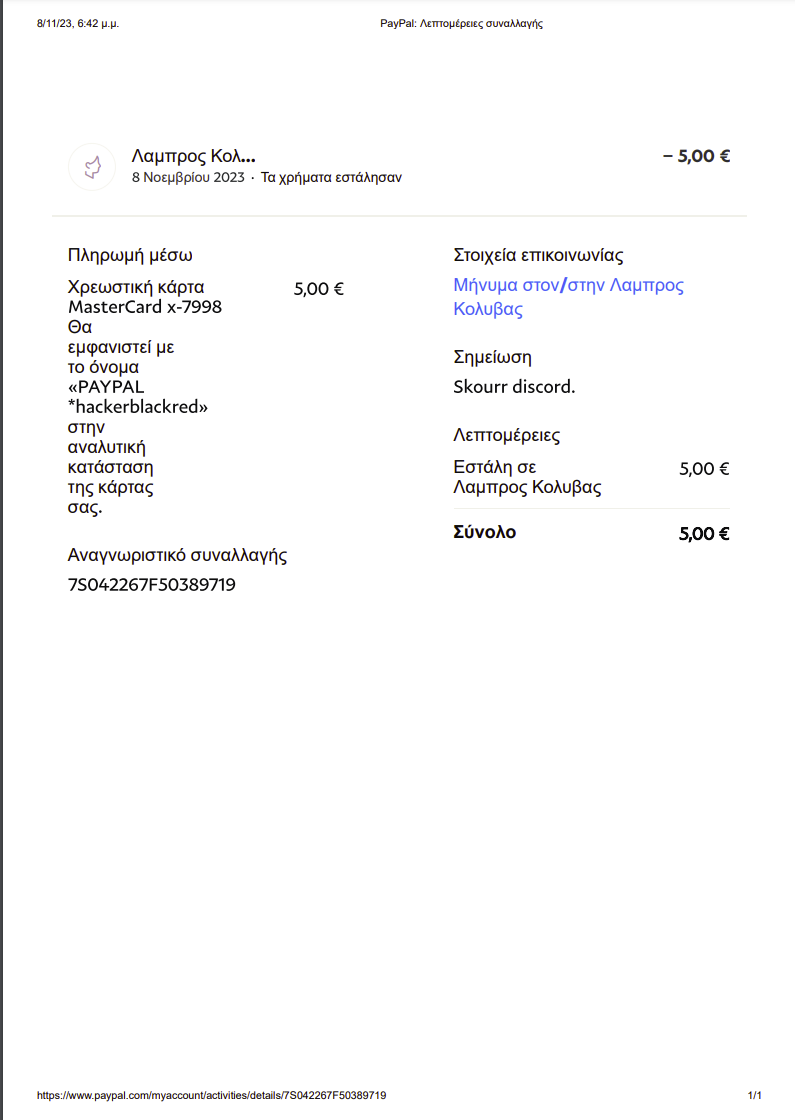 8/11/23, 6:42 μ.μ.
PayPal: Λεπτομέρειες συναλλαγής
Λαμπρος Κολ...
– 5,00 €
8 Νοεμβρίου 2023 · Τα χρήματα εστάλησαν
Πληρωμή μέσω
Χρεωστική κάρτα
5,00 €
MasterCard x-7998
Θα
εμφανιστεί με
το όνομα
«PAYPAL
*hackerblackred»
στην
αναλυτική
κατάσταση
της κάρτας
σας.
Αναγνωριστικό συναλλαγής
7S042267F50389719
Στοιχεία επικοινωνίας
Μήνυμα στον/στην Λαμπρος
Κολυβας
Σημείωση
Skourr discord.
Λεπτομέρειες
Εστάλη σε
5,00 €
Λαμπρος Κολυβας
Σύνολο
5,00 €
https://www.paypal.com/myaccount/activities/details/7S042267F50389719
1/1